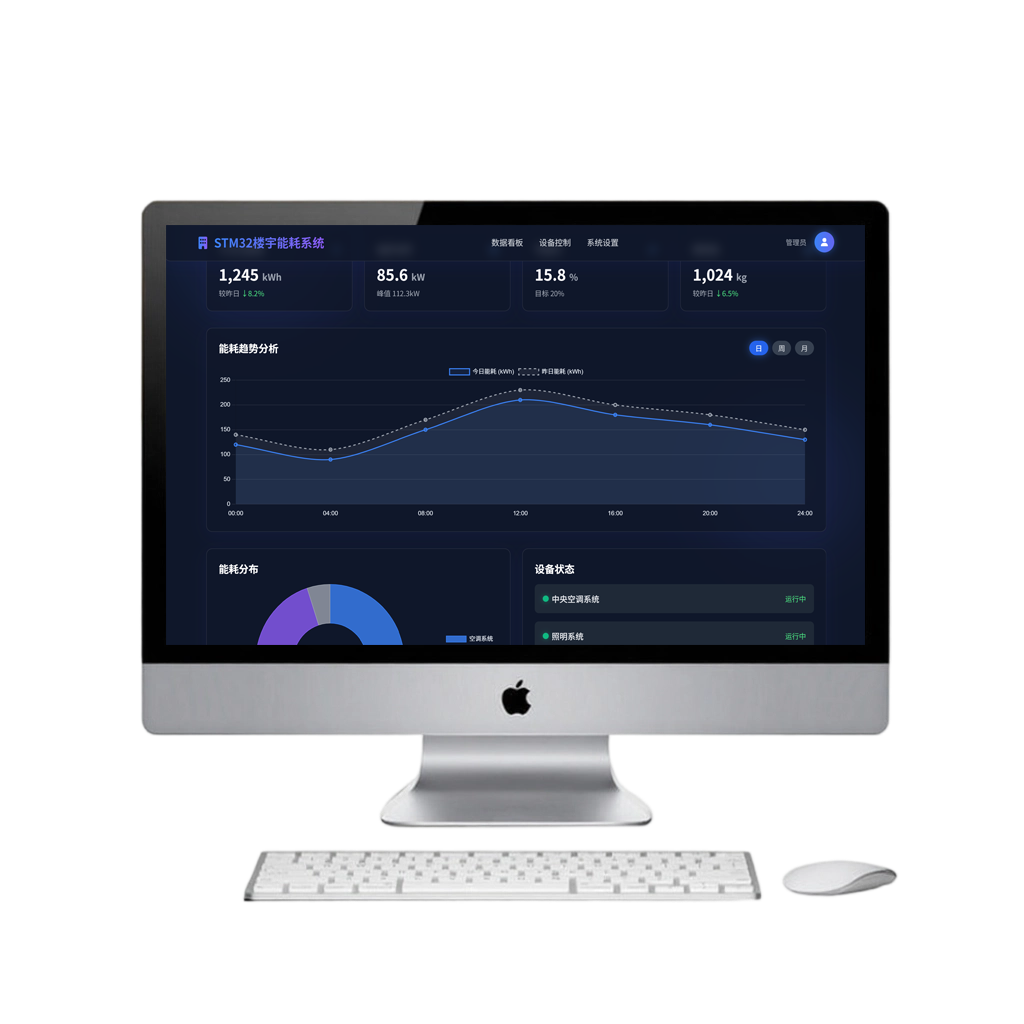 STM32楼宇能耗系统
数据看板 设备控制 系统设置
管理员
1,245 kWh
较昨日 ↓8.2%
85.6 kW
峰值 112.3kW
15.8 %
目标 20%
1,024 kg
较昨日 ↓6.5%
能耗趋势分析
日 周 月
今日能耗 (kWh) 昨日能耗 (kWh)
250
200
150
100
50
0
00:00 04:00 08:00 12:00 16:00 20:00 24:00
能耗分布
空调系统
设备状态
中央空调系统 运行中
照明系统 运行中